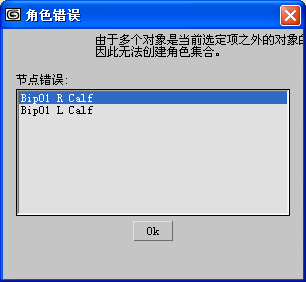 角色错误
由于多个对象是当前选定项之外的对象的
因此无法创建角色集合。
节点错误:
Bip01 R Calf
Bip01 L Calf
Ok